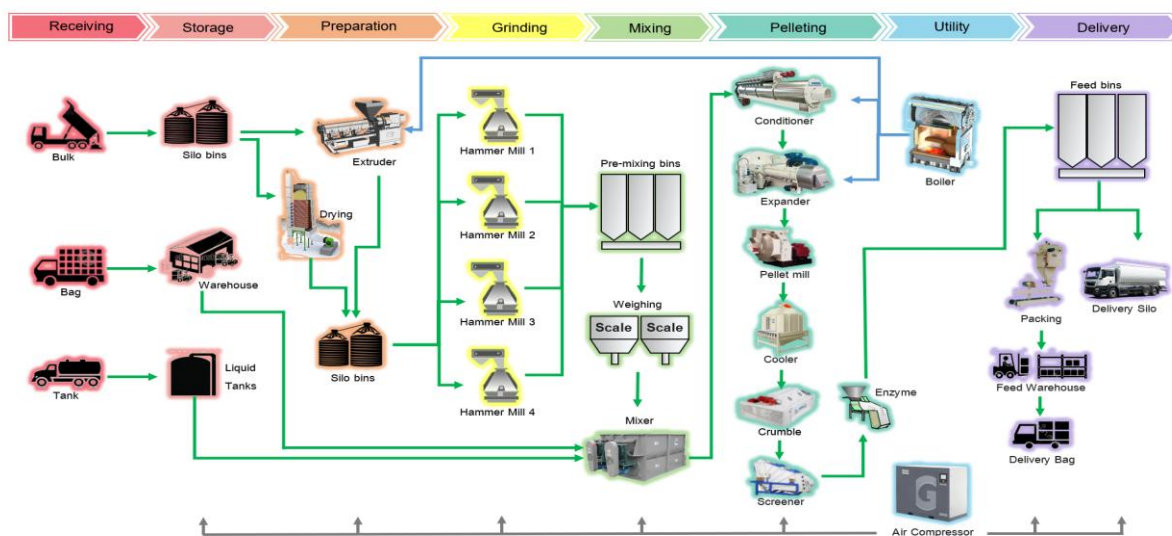 Receiving
Storage
Preparation
Grinding
Mixing
Pelleting
Utility
Delivery
Bulk
Silo bins
Extruder
Hammer Mill 1
Conditioner
Boiler
Feed bins
Drying
Hammer Mill 2
Pre-mixing bins
Expander
Bag
Warehouse
Hammer Mill 3
Weighing
Scale
Scale
Pellet mill
Packing
Delivery Silo
Tank
Liquid
Tanks
Silo bins
Hammer Mill 4
Mixer
Cooler
Enzyme
Feed Warehouse
Crumble
Delivery Bag
Screener
G
Air Compressor